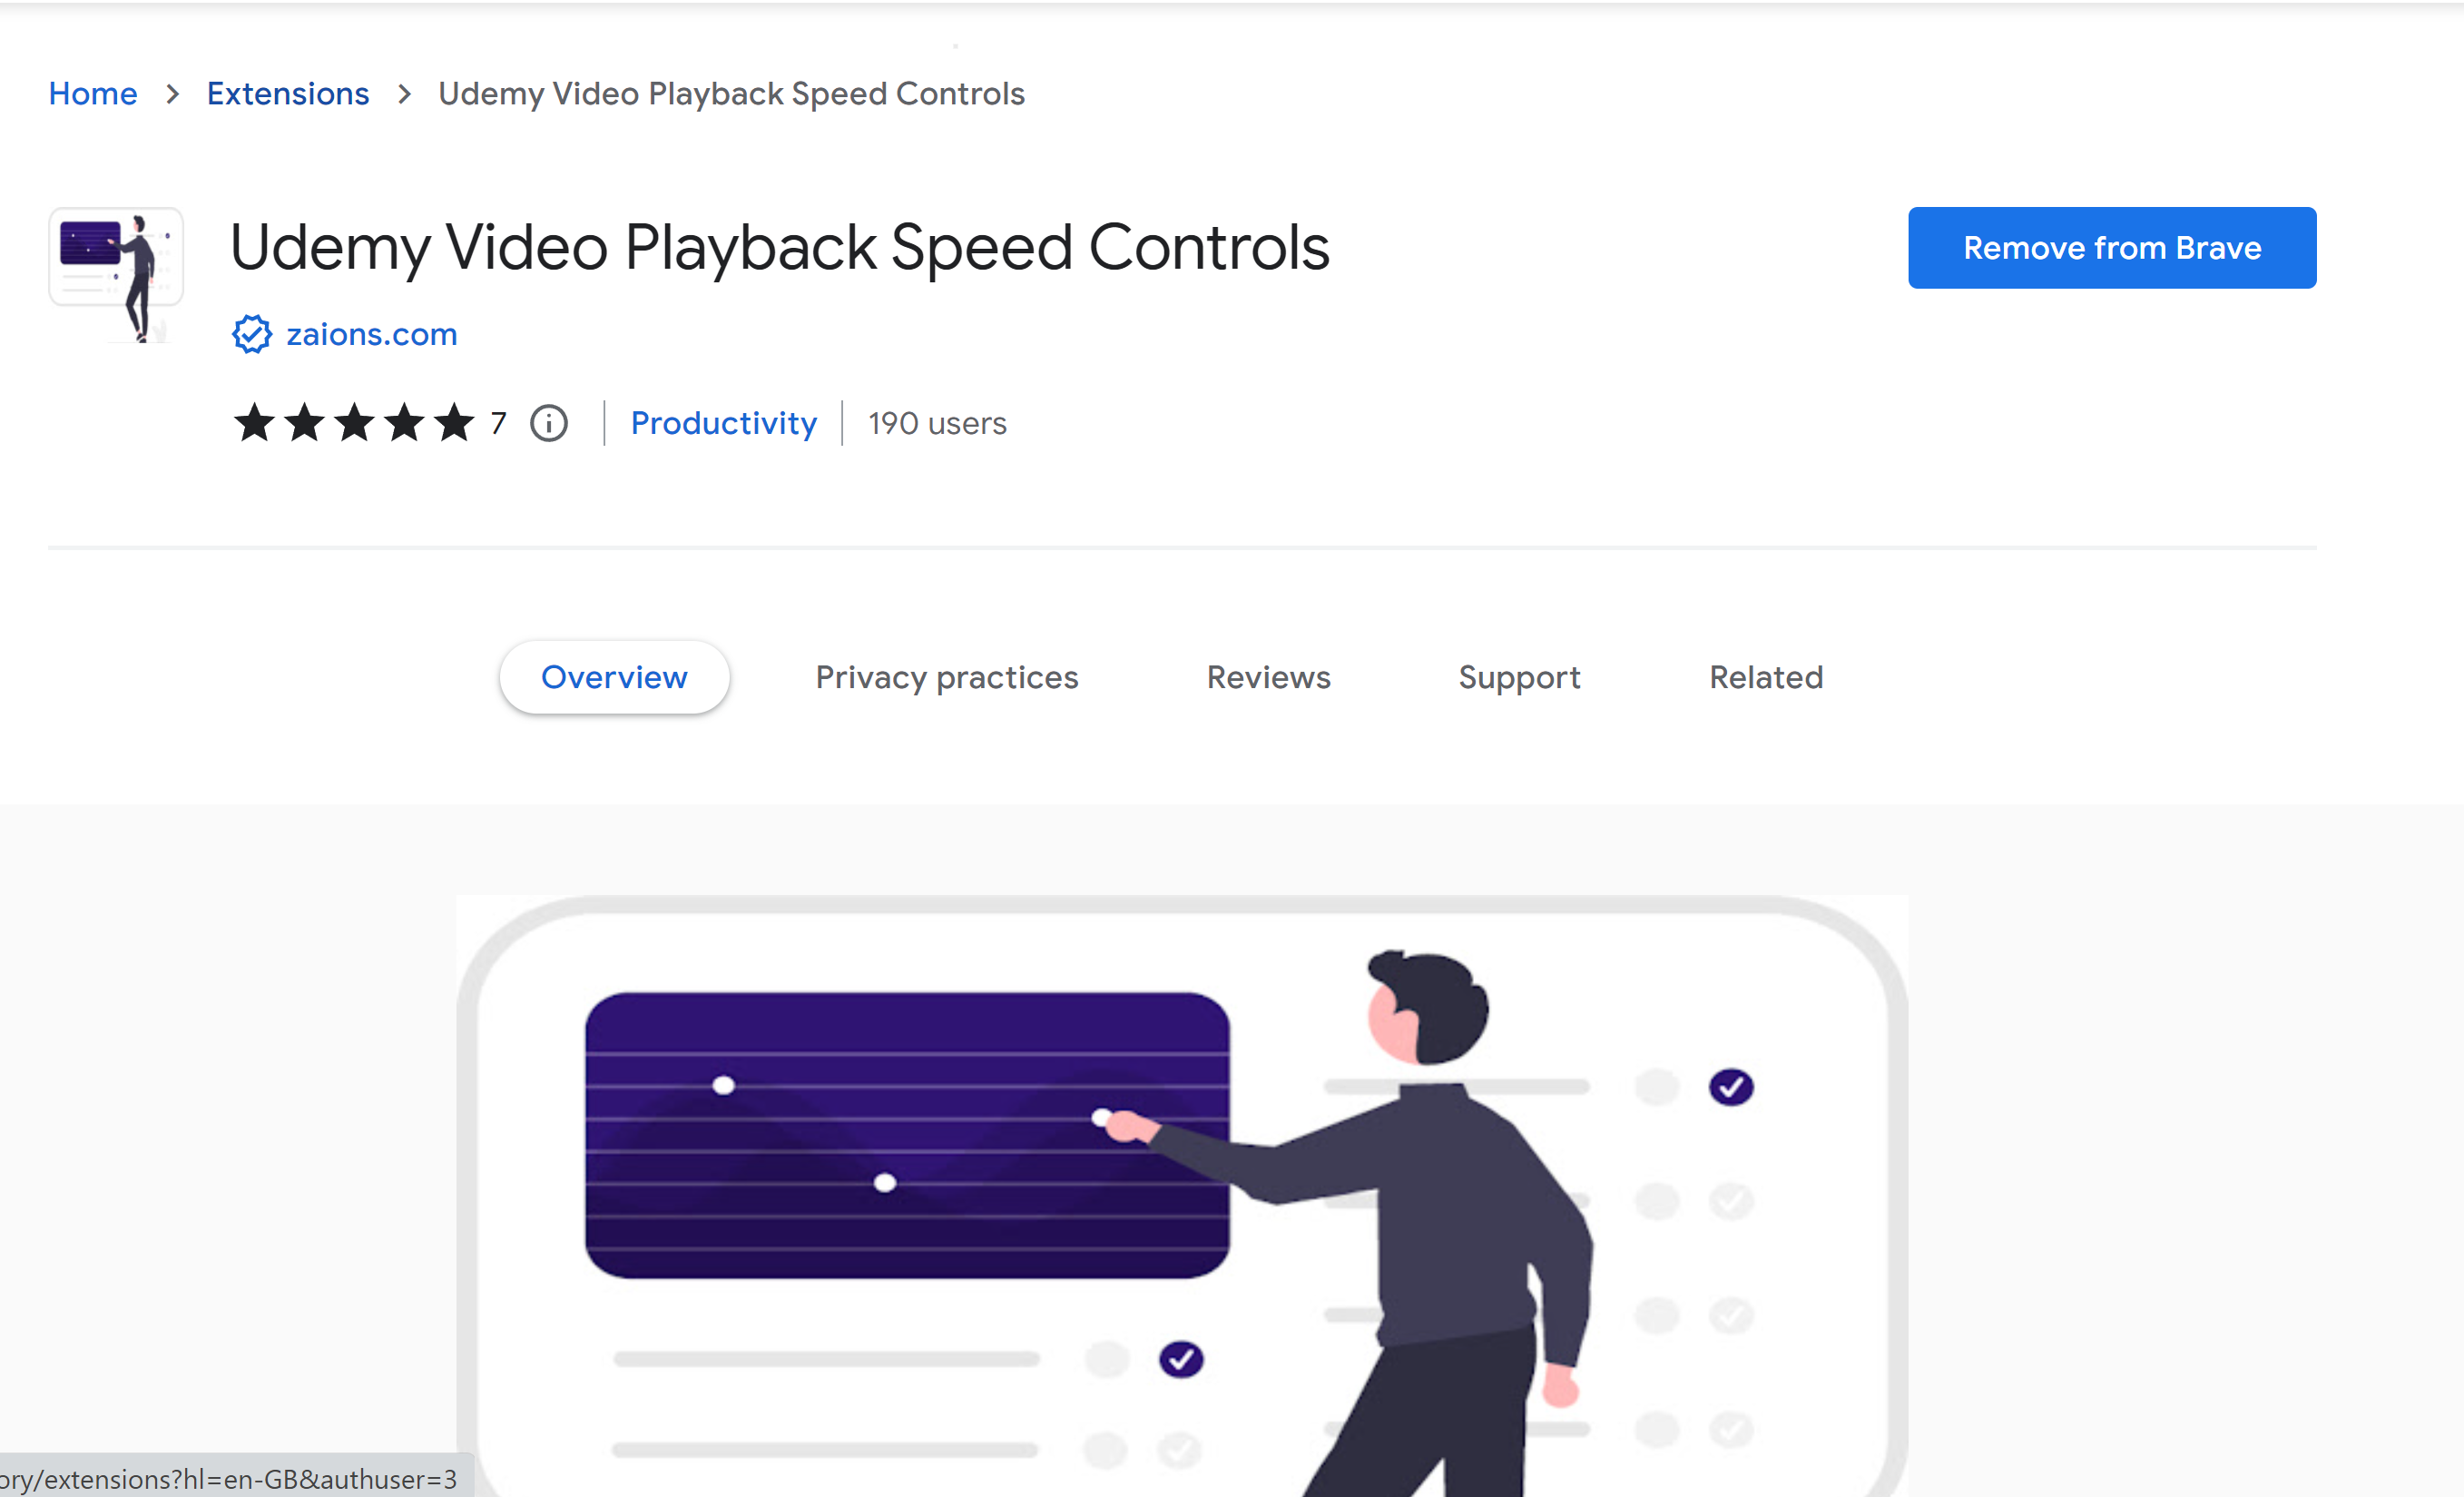 Home > Extensions > Udemy Video Playback Speed Controls
Udemy Video Playback Speed Controls
Remove from Brave
zaions.com
7
Productivity
190 users
Overview
Privacy practices
Reviews
Support
Related
ory/extensions?hl=en-GB&authuser=3